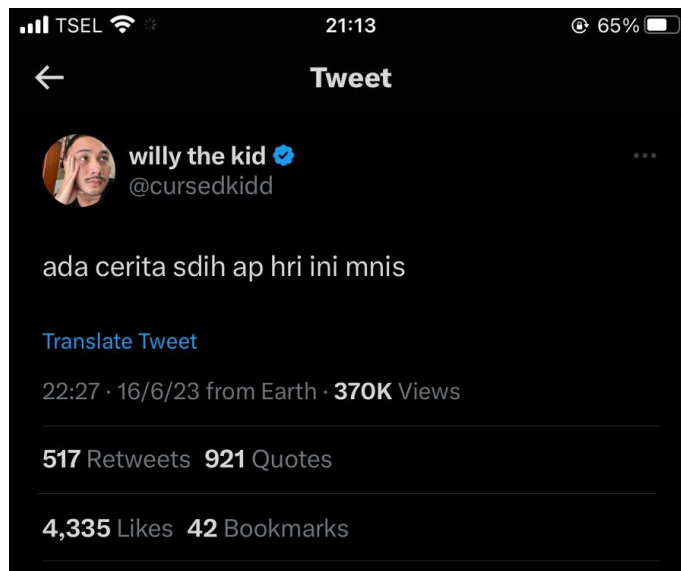 TSEL 21:13 65%
Tweet
willy the kid
@cursedkidd
ada cerita sdih ap hri ini mnis
Translate Tweet
22:27 · 16/6/23 from Earth · 370K Views
517 Retweets 921 Quotes
4,335 Likes 42 Bookmarks